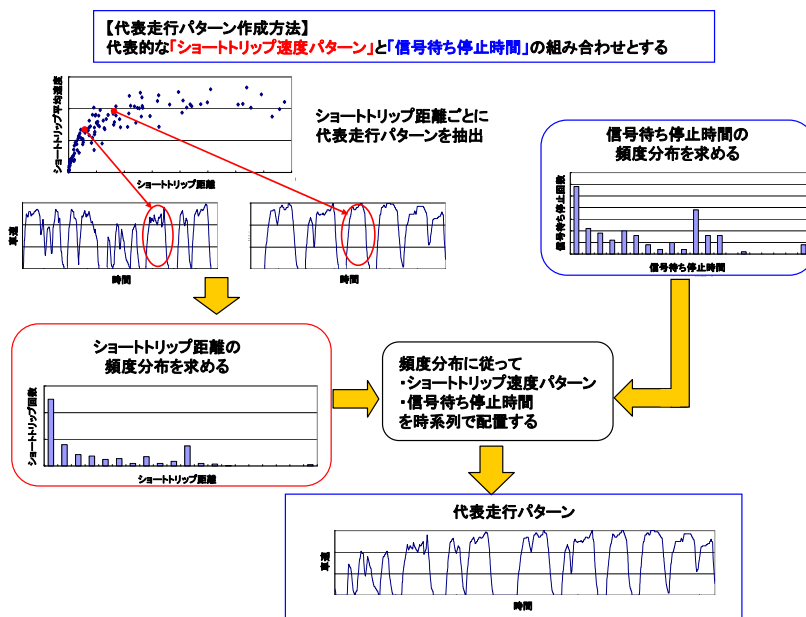 【代表走行パターン作成方法】
代表的な「ショートトリップ速度パターン」と「信号待ち停止時間」の組み合わせとする
ショートトリップ平均速度
ショートトリップ距離
ショートトリップ距離ごとに
代表走行パターンを抽出
車速
時間
時間
信号待ち停止時間の
頻度分布を求める
信号待ち停止回数
信号待ち停止時間
ショートトリップ距離の
頻度分布を求める
ショートトリップ回数
ショートトリップ距離
頻度分布に従って
・ショートトリップ速度パターン
・信号待ち停止時間
を時系列で配置する
代表走行パターン
車速
時間